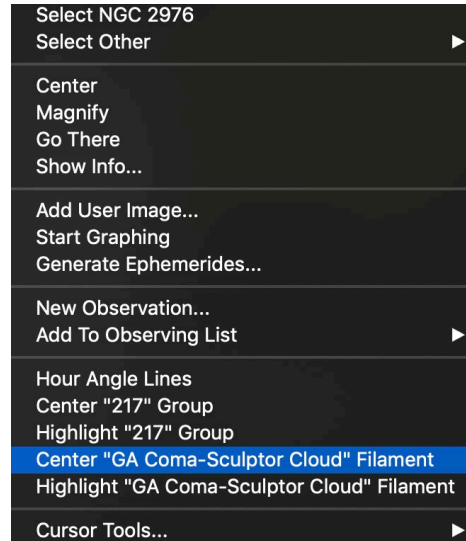 Select NGC 2976
Select Other
Center
Magnify
Go There
Show Info...
Add User Image...
Start Graphing
Generate Ephemerides...
New Observation...
Add To Observing List
Hour Angle Lines
Center "217" Group
Highlight "217" Group
Center "GA Coma-Sculptor Cloud" Filament
Highlight "GA Coma-Sculptor Cloud" Filament
Cursor Tools...